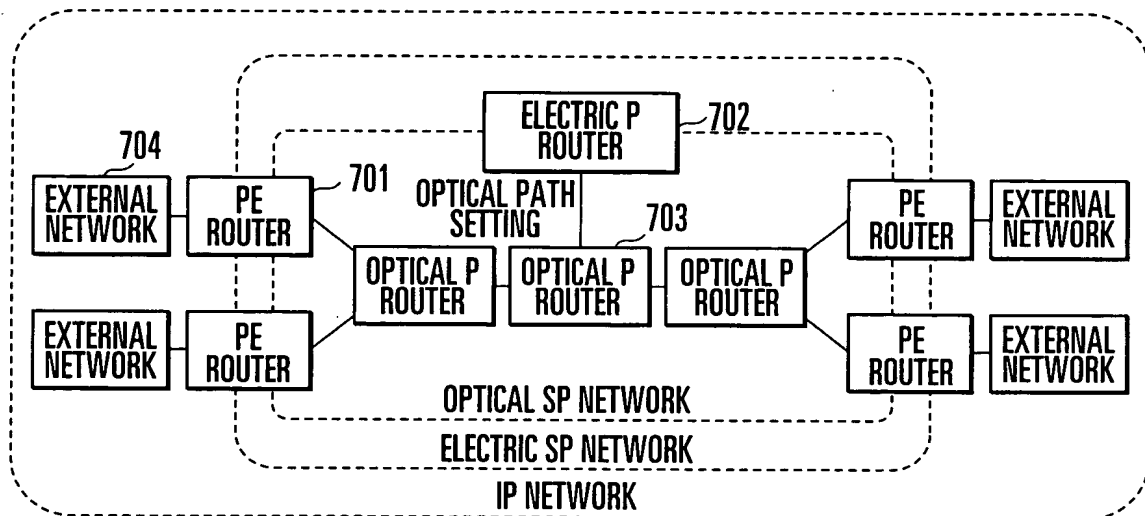 ELECTRIC P
ROUTER
702
704
EXTERNAL
NETWORK
701
PE
ROUTER
OPTICAL PATH
SETTING
703
PE
ROUTER
EXTERNAL
NETWORK
OPTICAL P
ROUTER
OPTICAL P
ROUTER
OPTICAL P
ROUTER
EXTERNAL
NETWORK
PE
ROUTER
PE
ROUTER
EXTERNAL
NETWORK
OPTICAL SP NETWORK
ELECTRIC SP NETWORK
IP NETWORK